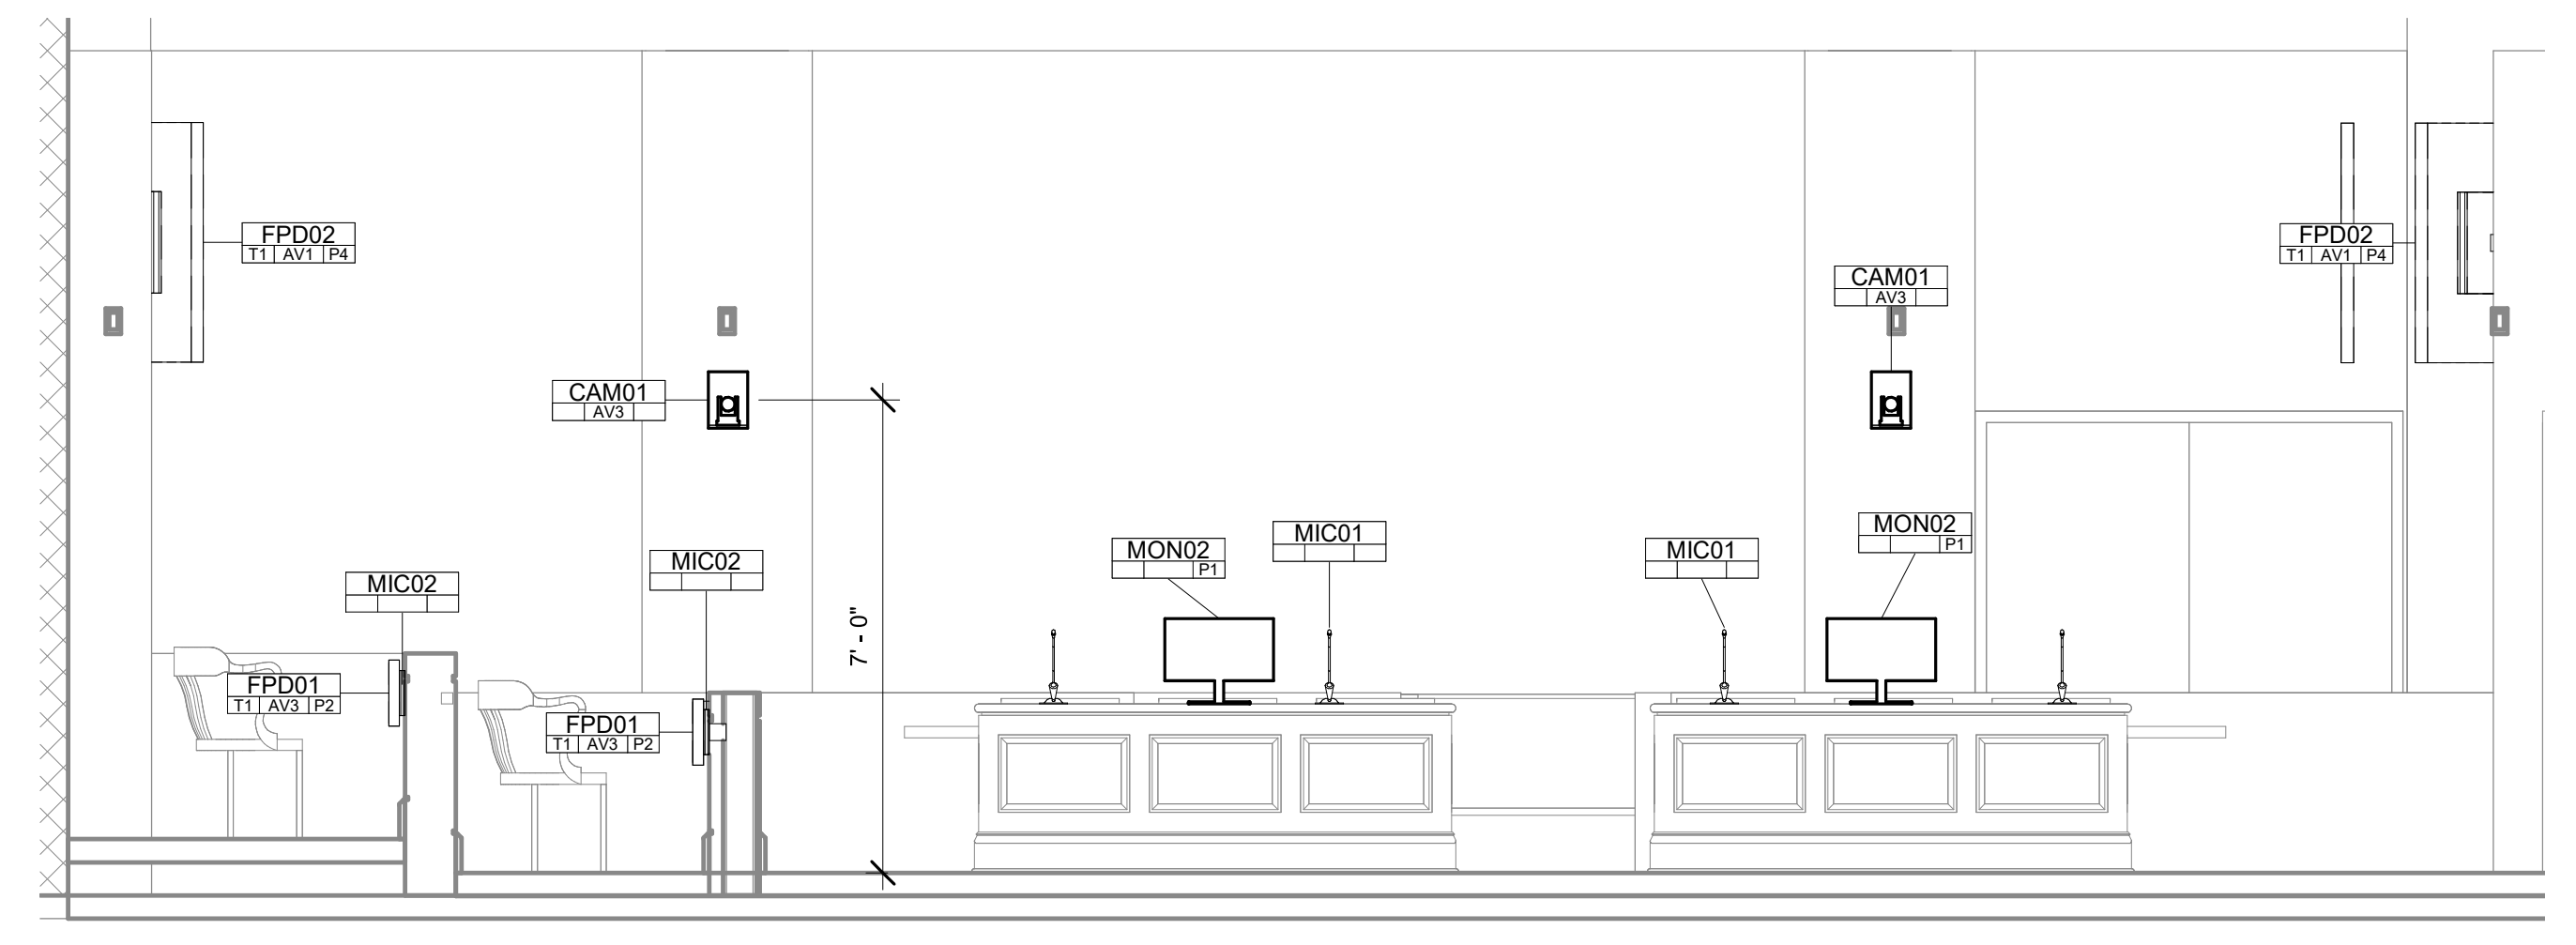 FPD02
T1 AV1 P4
FPD02
T1 AV1 P4
CAM01
AV3
CAM01
AV3
MON02
P1
MIC01
MIC01
MON02
P1
MIC02
MIC02
7' - 0"
FPD01
T1 AV3 P2
FPD01
T1 AV3 P2